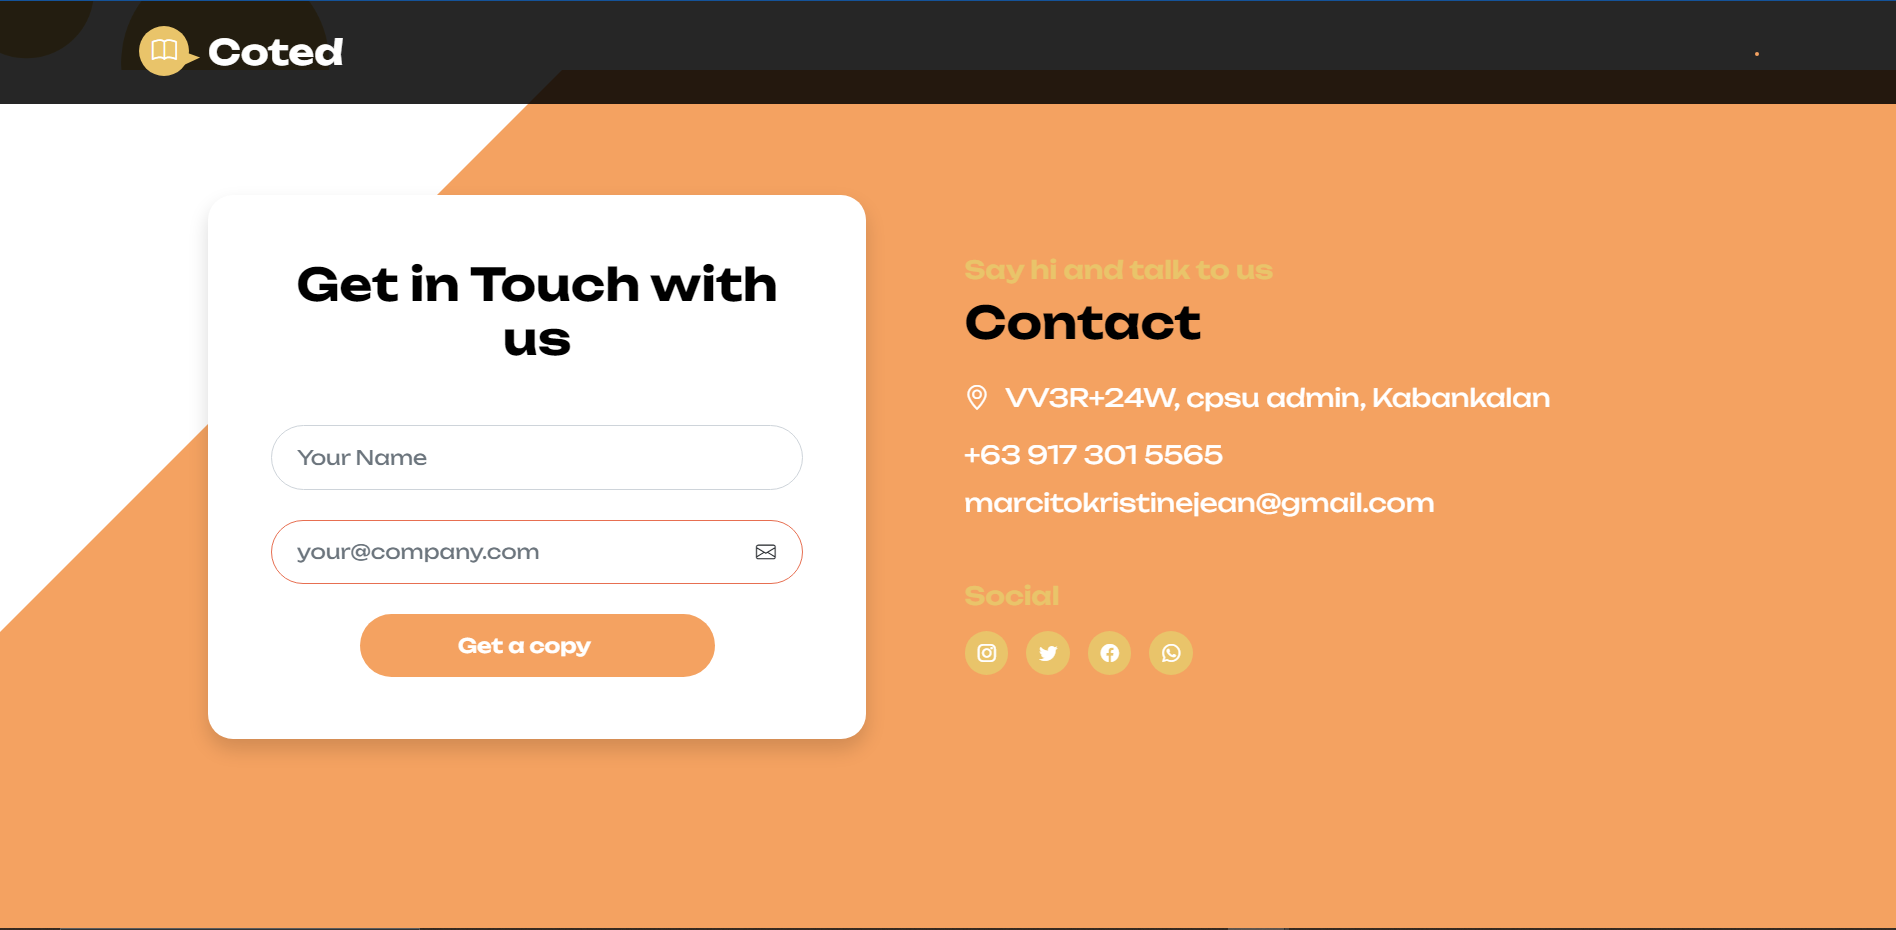 Coted
Get in Touch with
us
Your Name
your@company.com
Get a copy
Say hi and talk to us
Contact
VV3R+24W, cpsu admin, Kabankalan
+63 917 301 5565
marcitokristinejean@gmail.com
Social